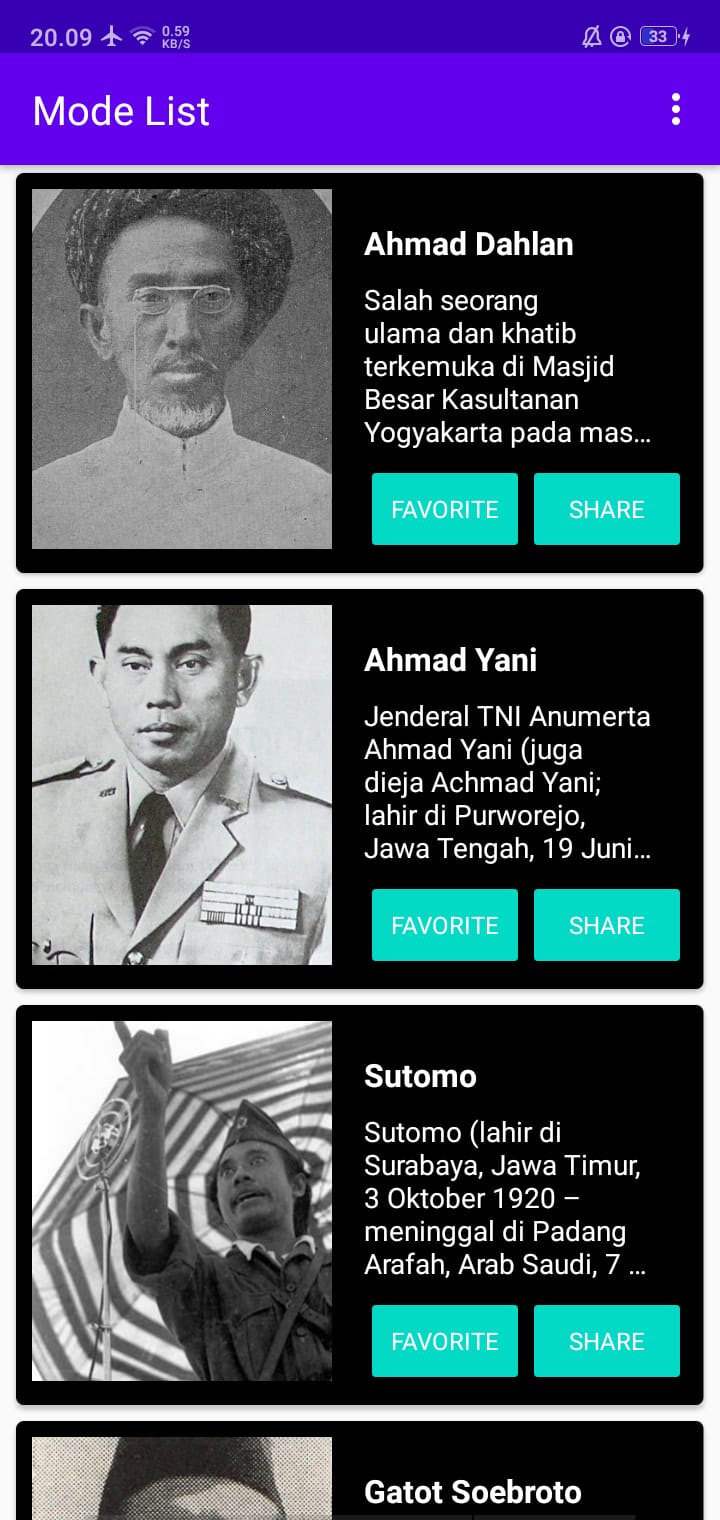 20.09 0.59 KB/S 33
Mode List
Ahmad Dahlan
Salah seorang
ulama dan khatib
terkemuka di Masjid
Besar Kasultanan
Yogyakarta pada mas...
FAVORITE SHARE
Ahmad Yani
Jenderal TNI Anumerta
Ahmad Yani (juga
dieja Achmad Yani;
lahir di Purworejo,
Jawa Tengah, 19 Juni...
FAVORITE SHARE
Sutomo
Sutomo (lahir di
Surabaya, Jawa Timur,
3 Oktober 1920 –
meninggal di Padang
Arafah, Arab Saudi, 7 ...
FAVORITE SHARE
Gatot Soebroto